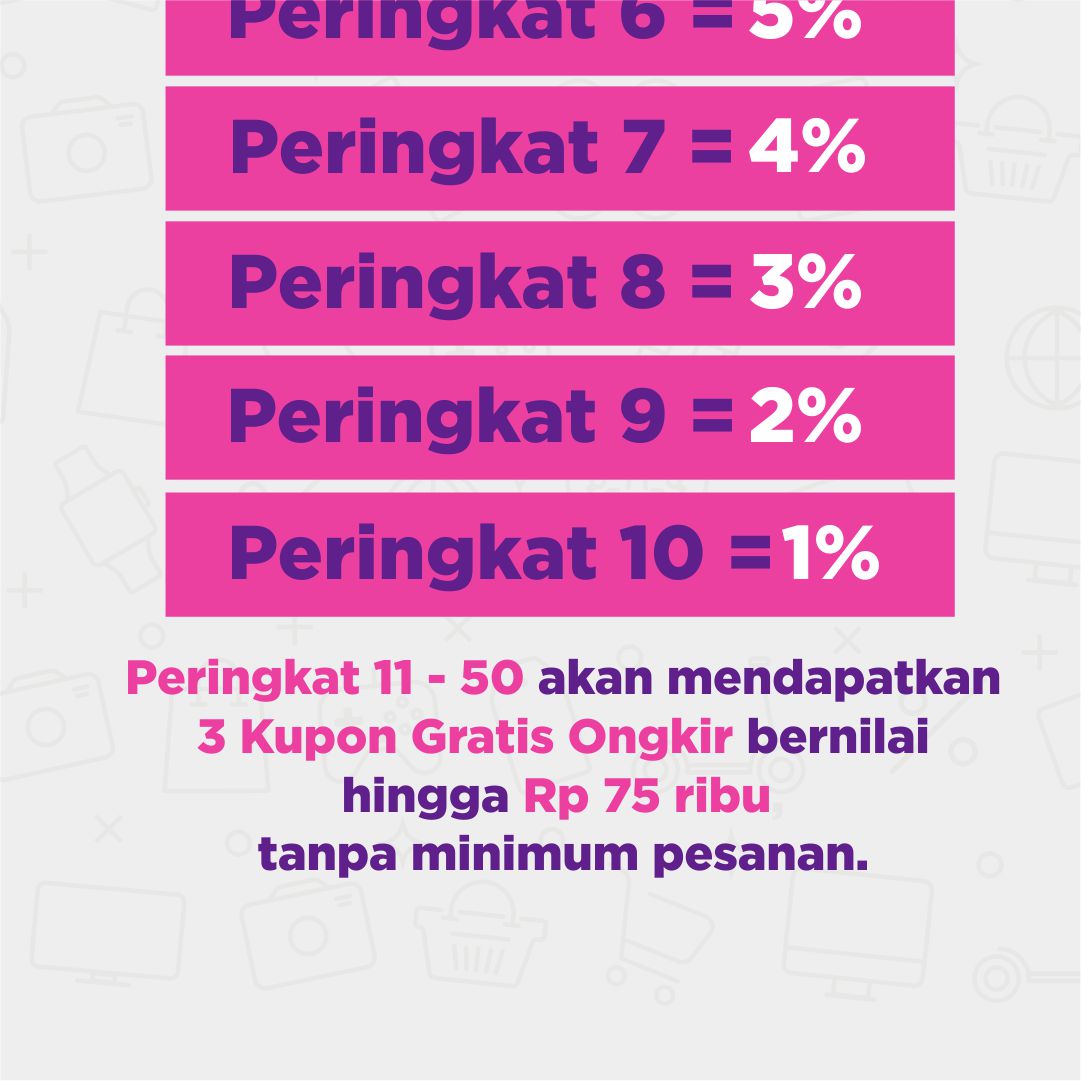 Peringkat 6 = 5%
Peringkat 7 = 4%
Peringkat 8 = 3%
Peringkat 9 = 2%
Peringkat 10 = 1%
Peringkat 11 - 50 akan mendapatkan
3 Kupon Gratis Ongkir bernilai
hingga Rp 75 ribu
tanpa minimum pesanan.